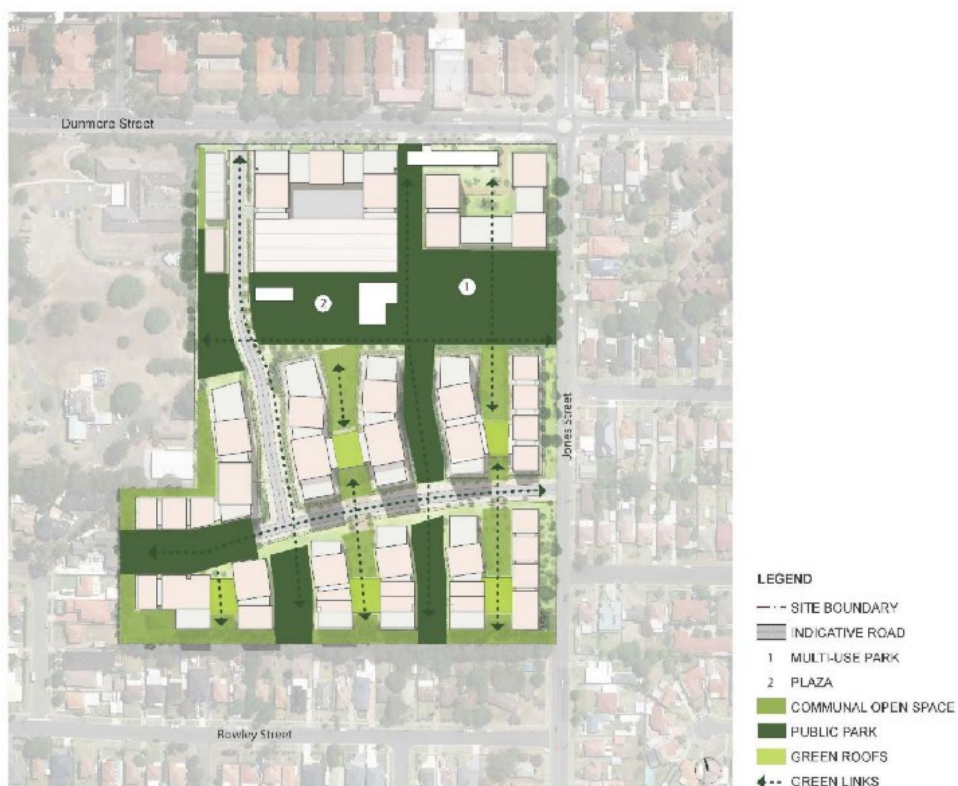 Dunmore Street
1
2
Jones Street
Rowley Street
LEGEND
SITE BOUNDARY
INDICATIVE ROAD
1 MULTI-USE PARK
2 PLAZA
COMMUNAL OPEN SPACE
PUBLIC PARK
GREEN ROOFS
GREEN LINKS